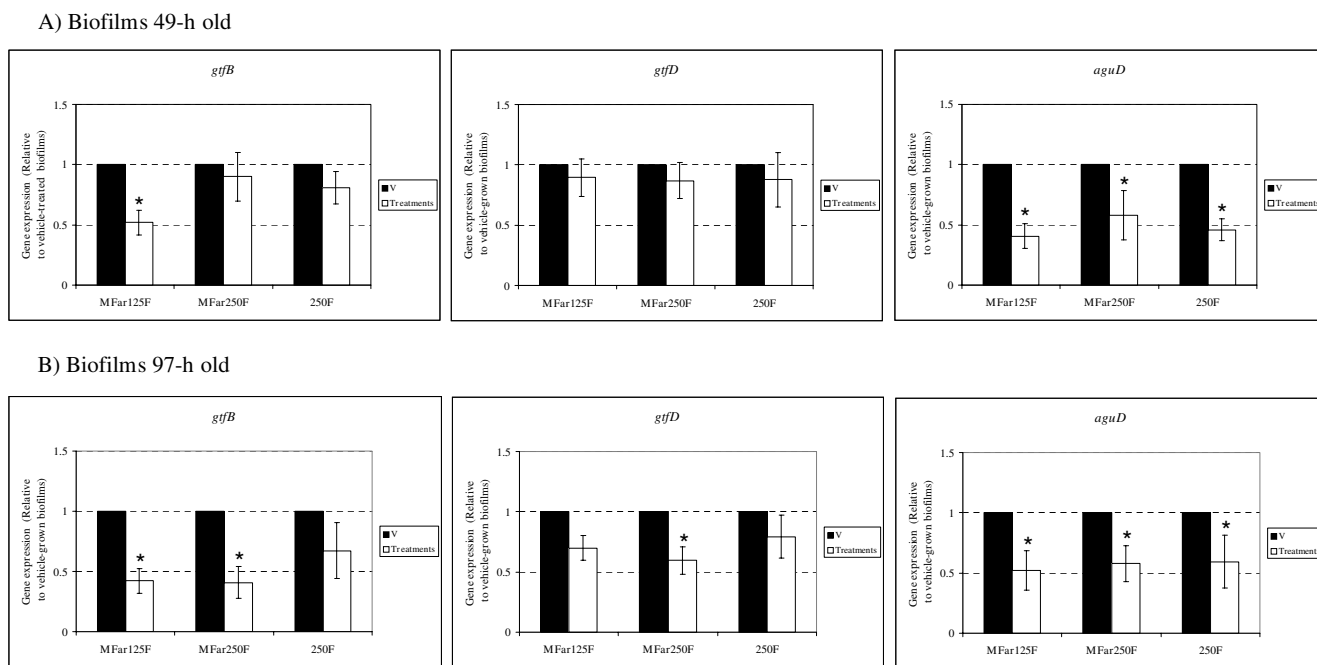 A) Biofilms 49-h old
gtfB
Gene expression (Relative
to vehicle-treated biofilms)
1.5
1
0.5
0
*
MFar125F
MFar250F
250F
V
Treatments
gtfD
Gene expression (Relative
to vehicle-grown biofilms)
1.5
1
0.5
0
MFar125F
MFar250F
250F
V
Treatments
aguD
Gene expression (Relative
to vehicle-grown biofilms)
1.5
1
0.5
0
*
*
*
MFar125F
MFar250F
250F
V
Treatments
B) Biofilms 97-h old
gtfB
Gene expression (Relative
to vehicle-grown biofilms)
1.5
1
0.5
0
*
*
MFar125F
MFar250F
250F
V
Treatments
gtfD
Gene expression (Relative
to vehicle-grown biofilms)
1.5
1
0.5
0
*
MFar125F
MFar250F
250F
V
Treatments
aguD
Gene expression (Relative
to vehicle-grown biofilms)
1.5
1
0.5
0
*
*
*
MFar125F
MFar250F
250F
V
Treatments